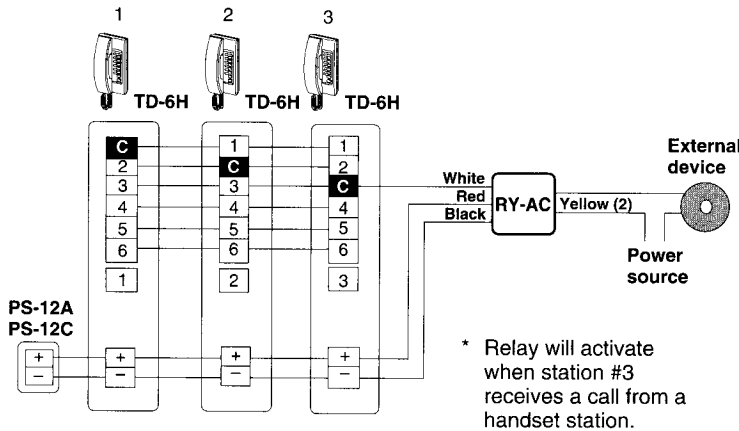 1
2
3
TD-6H
TD-6H
TD-6H
C
2
3
4
5
6
1
1
C
3
4
5
6
2
1
2
C
4
5
6
3
White
Red
Black
RY-AC
Yellow (2)
External
device
Power
source
PS-12A
PS-12C
+
–
+
–
+
–
+
–
* Relay will activate
when station #3
receives a call from a
handset station.